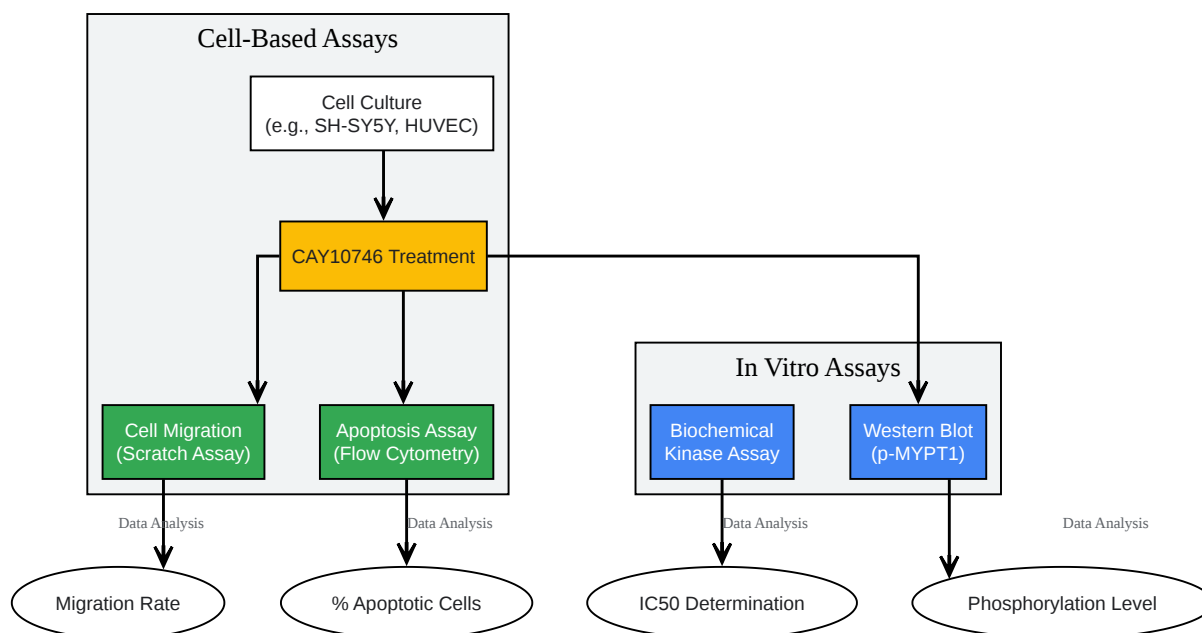 Cell-Based Assays
Cell Culture
(e.g., SH-SY5Y, HUVEC)
CAY10746 Treatment
In Vitro Assays
Cell Migration
(Scratch Assay)
Apoptosis Assay
(Flow Cytometry)
Biochemical
Kinase Assay
Western Blot
(p-MYPT1)
Data Analysis
Data Analysis
Data Analysis
Data Analysis
Migration Rate
% Apoptotic Cells
IC50 Determination
Phosphorylation Level